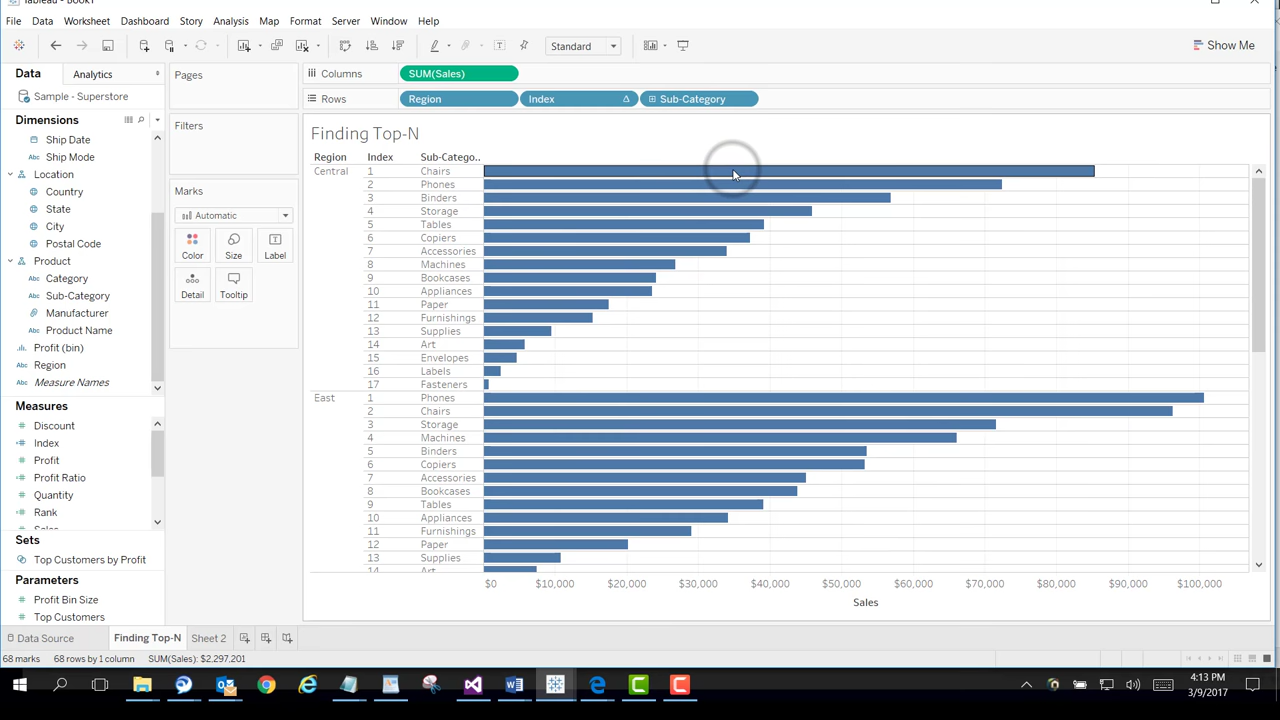 Tableau - Book1
File Data Worksheet Dashboard Story Analysis Map Format Server Window Help
Standard
Show Me
Data Analytics
Sample - Superstore
Dimensions
Ship Date
Abc Ship Mode
Location
Country
State
City
Postal Code
Product
Abc Category
Abc Sub-Category
Manufacturer
Abc Product Name
Profit (bin)
Abc Region
Abc Measure Names
Measures
# Discount
=# Index
# Profit
=# Profit Ratio
# Quantity
=# Rank
Sets
Top Customers by Profit
Parameters
# Profit Bin Size
# Top Customers
Pages
Filters
Marks
Automatic
Color Size Label
Detail Tooltip
Columns SUM(Sales)
Rows Region Index Δ Sub-Category
Finding Top-N
Region Index Sub-Catego..
Central 1 Chairs
2 Phones
3 Binders
4 Storage
5 Tables
6 Copiers
7 Accessories
8 Machines
9 Bookcases
10 Appliances
11 Paper
12 Furnishings
13 Supplies
14 Art
15 Envelopes
16 Labels
17 Fasteners
East 1 Phones
2 Chairs
3 Storage
4 Machines
5 Binders
6 Copiers
7 Accessories
8 Bookcases
9 Tables
10 Appliances
11 Furnishings
12 Paper
13 Supplies
14 Art
$0 $10,000 $20,000 $30,000 $40,000 $50,000 $60,000 $70,000 $80,000 $90,000 $100,000
Sales
Data Source Finding Top-N Sheet 2
68 marks 68 rows by 1 column SUM(Sales): $2,297,201
4:13 PM
3/9/2017